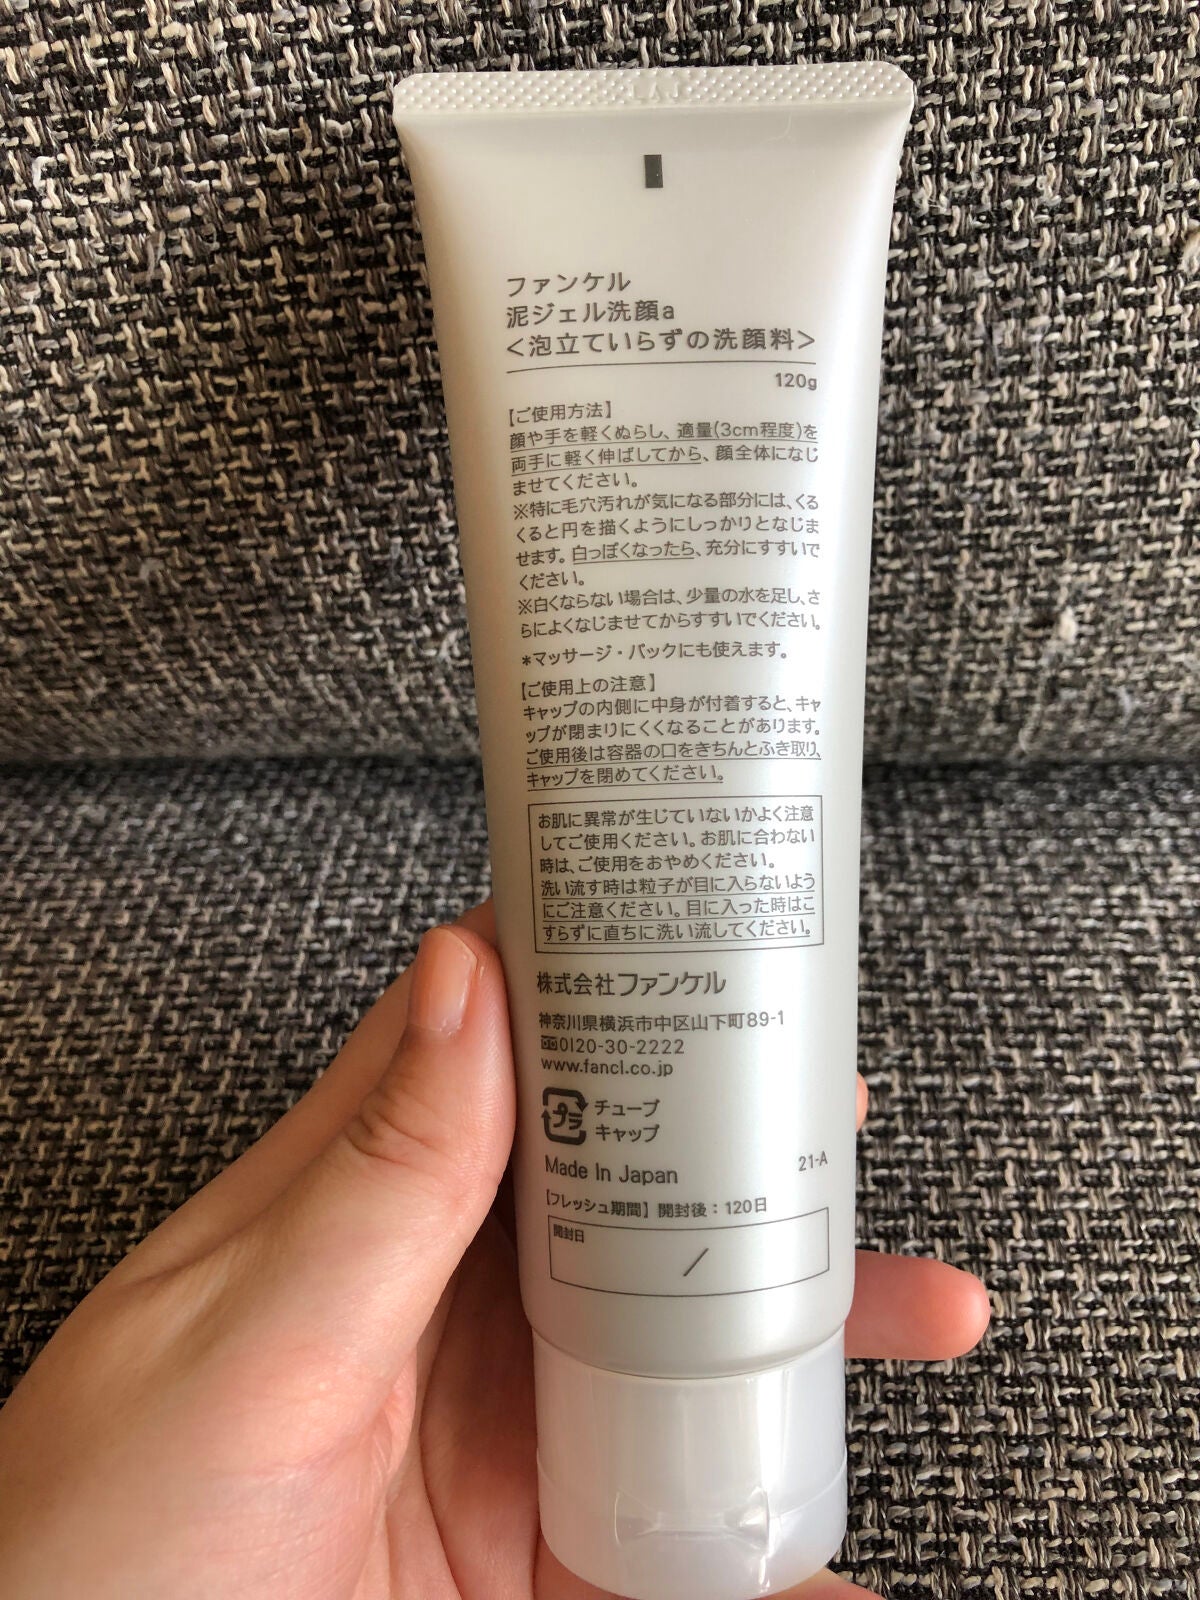 LAJ
ファンケル
泥ジェル洗顔a
<泡立ていらずの洗顔料>
120g
【ご使用方法】
顔や手を軽くぬらし、適量(3cm程度)を
両手に軽く伸ばしてから、顔全体になじ
ませてください。
※特に毛穴汚れが気になる部分には、くる
くると円を描くようにしっかりとなじま
せます。白っぽくなったら、充分にすすいで
ください。
※白くならない場合は、少量の水を足し、さ
らによくなじませてからすすいでください。
*マッサージ・パックにも使えます。
【ご使用上の注意】
キャップの内側に中身が付着すると、キャ
ップが閉まりにくくなることがあります。
ご使用後は容器の口をきちんとふき取り、
キャップを閉めてください。
お肌に異常が生じていないかよく注意
してご使用ください。お肌に合わない
時は、ご使用をおやめください。
洗い流す時は粒子が目に入らないよう
にご注意ください。目に入った時はこ
すらずに直ちに洗い流してください。
株式会社ファンケル
神奈川県横浜市中区山下町89-1
0120-30-2222
www.fancl.co.jp
プラ
チューブ
キャップ
Made In Japan
21-A
【フレッシュ期間】開封後：120日
開封日
/